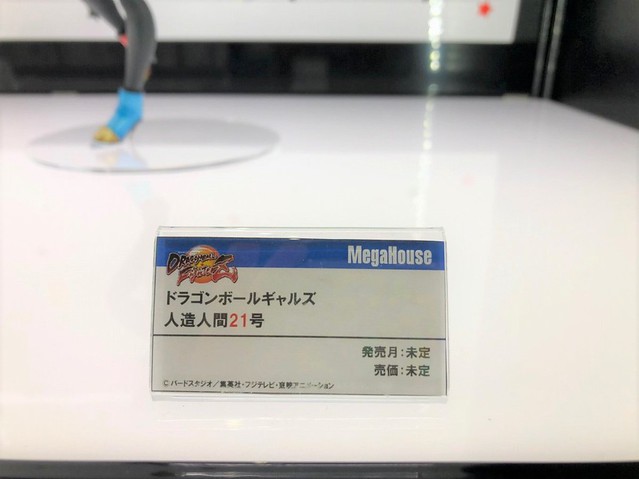 MegaHouse
DRAGONBALL
FighterZ
ドラゴンボールギャルズ
人造人間21号
発売月:未定
売価:未定
©バードスタジオ/集英社・フジテレビ・東映アニメーション